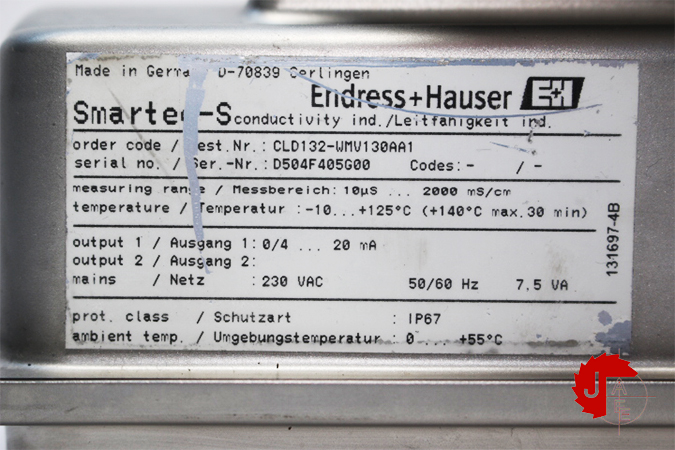 Made in Germa D-70839 Gerlingen
Endress+Hauser E+H
Smartec-S conductivity ind./Leitfähigkeit ind.
order code / Best.Nr.: CLD132-WMV130AA1
serial no. / Ser.-Nr.: D504F405G00 Codes: - / -
measuring range / Messbereich: 10µS ... 2000 mS/cm
temperature / Temperatur : -10...+125°C (+140°C max.30 min)
output 1 / Ausgang 1: 0/4 ... 20 mA
output 2 / Ausgang 2:
mains / Netz : 230 VAC 50/60 Hz 7,5 VA
prot. class / Schutzart : IP67
ambient temp. / Umgebungstemperatur : 0 .... +55°C
131697-4B
J